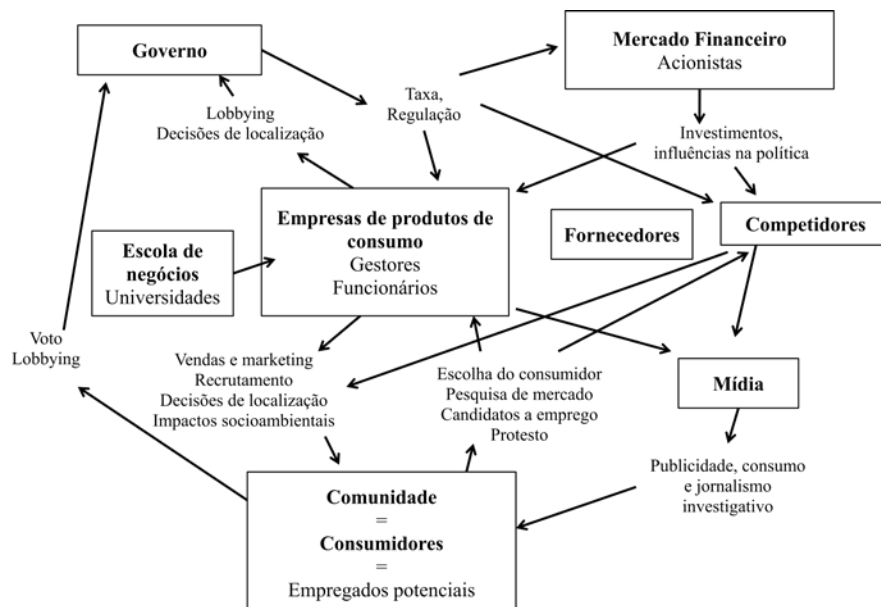 Governo
Mercado Financeiro
Acionistas
Lobbying
Decisões de localização
Taxa,
Regulação
Investimentos,
influências na política
Empresas de produtos de
consumo
Gestores
Funcionários
Fornecedores
Competidores
Escola de
negócios
Universidades
Voto
Lobbying
Vendas e marketing
Recrutamento
Decisões de localização
Impactos socioambientais
Escolha do consumidor
Pesquisa de mercado
Candidatos a emprego
Protesto
Mídia
Publicidade, consumo
e jornalismo
investigativo
Comunidade
=
Consumidores
=
Empregados potenciais